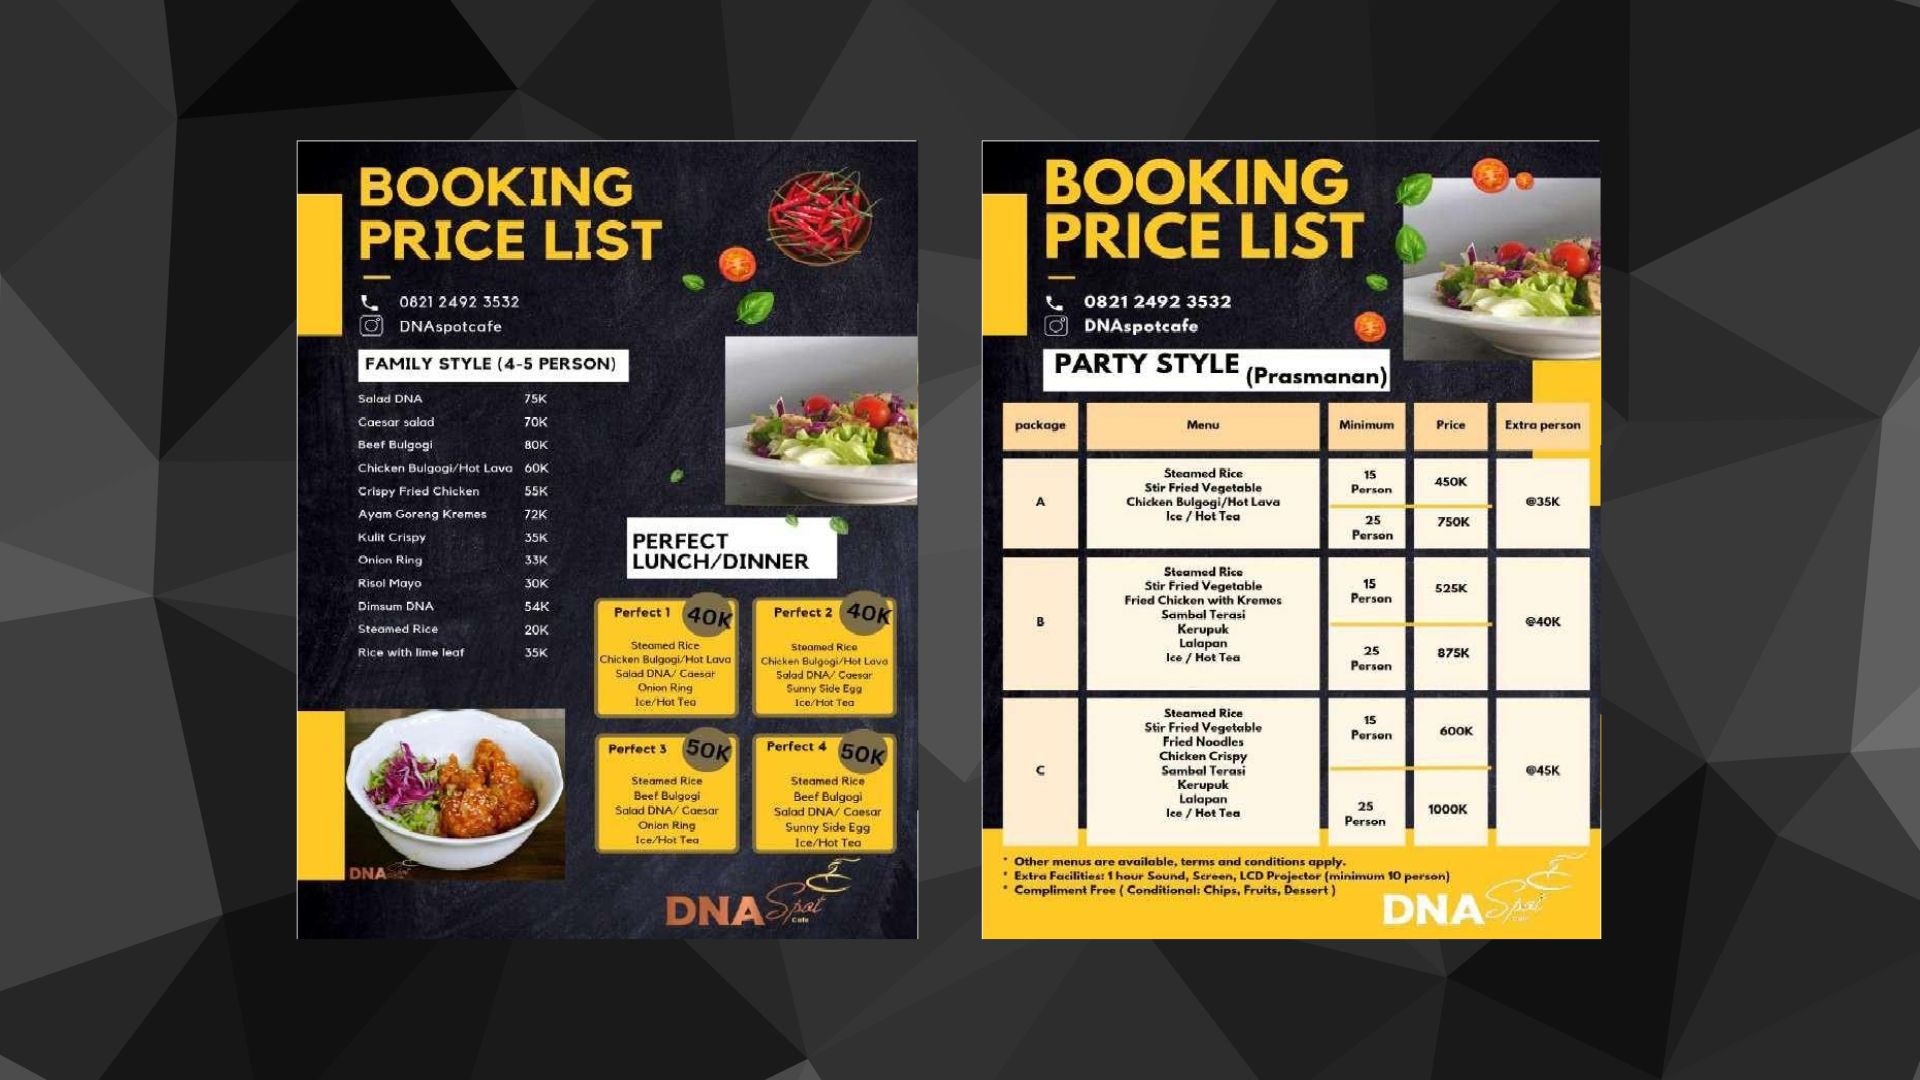 BOOKING
PRICE LIST
0821 2492 3532
DNAspotcafe
FAMILY STYLE (4-5 PERSON)
Salad DNA 75K
Caesar salad 70K
Beef Bulgogi 80K
Chicken Bulgogi/Hot Lava 60K
Crispy Fried Chicken 55K
Ayam Goreng Kremes 72K
Kulit Crispy 35K
Onion Ring 33K
Risol Mayo 30K
Dimsum DNA 54K
Steamed Rice 20K
Rice with lime leaf 35K
PERFECT
LUNCH/DINNER
Perfect 1 40K
Steamed Rice
Chicken Bulgogi/Hot Lava
Salad DNA/ Caesar
Onion Ring
Ice/Hot Tea
Perfect 2 40K
Steamed Rice
Chicken Bulgogi/Hot Lava
Salad DNA/ Caesar
Sunny Side Egg
Ice/Hot Tea
Perfect 3 50K
Steamed Rice
Beef Bulgogi
Salad DNA/ Caesar
Onion Ring
Ice/Hot Tea
Perfect 4 50K
Steamed Rice
Beef Bulgogi
Salad DNA/ Caesar
Sunny Side Egg
Ice/Hot Tea
DNA
DNA Spot
Cafe
BOOKING
PRICE LIST
0821 2492 3532
DNAspotcafe
PARTY STYLE (Prasmanan)
package Menu Minimum Price Extra person
A
Steamed Rice
Stir Fried Vegetable
Chicken Bulgogi/Hot Lava
Ice / Hot Tea
15
Person
450K
25
Person
750K
@35K
B
Steamed Rice
Stir Fried Vegetable
Fried Chicken with Kremes
Sambal Terasi
Kerupuk
Lalapan
Ice / Hot Tea
15
Person
525K
25
Person
875K
@40K
C
Steamed Rice
Stir Fried Vegetable
Fried Noodles
Chicken Crispy
Sambal Terasi
Kerupuk
Lalapan
Ice / Hot Tea
15
Person
600K
25
Person
1000K
@45K
* Other menus are available, terms and conditions apply.
* Extra Facilities: 1 hour Sound, Screen, LCD Projector (minimum 10 person)
* Compliment Free ( Conditional: Chips, Fruits, Dessert )
DNA Spot